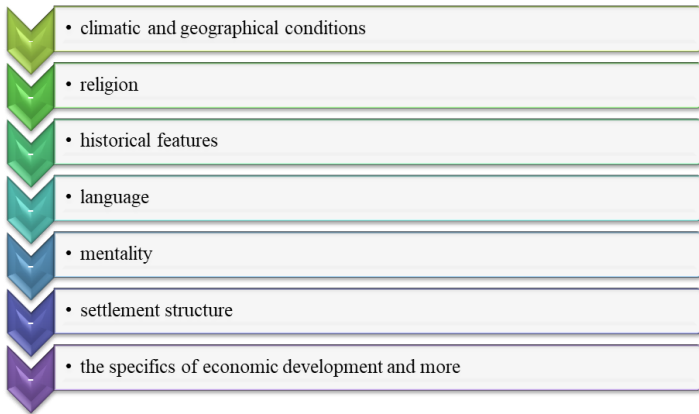 • climatic and geographical conditions
• religion
• historical features
• language
• mentality
• settlement structure
• the specifics of economic development and more